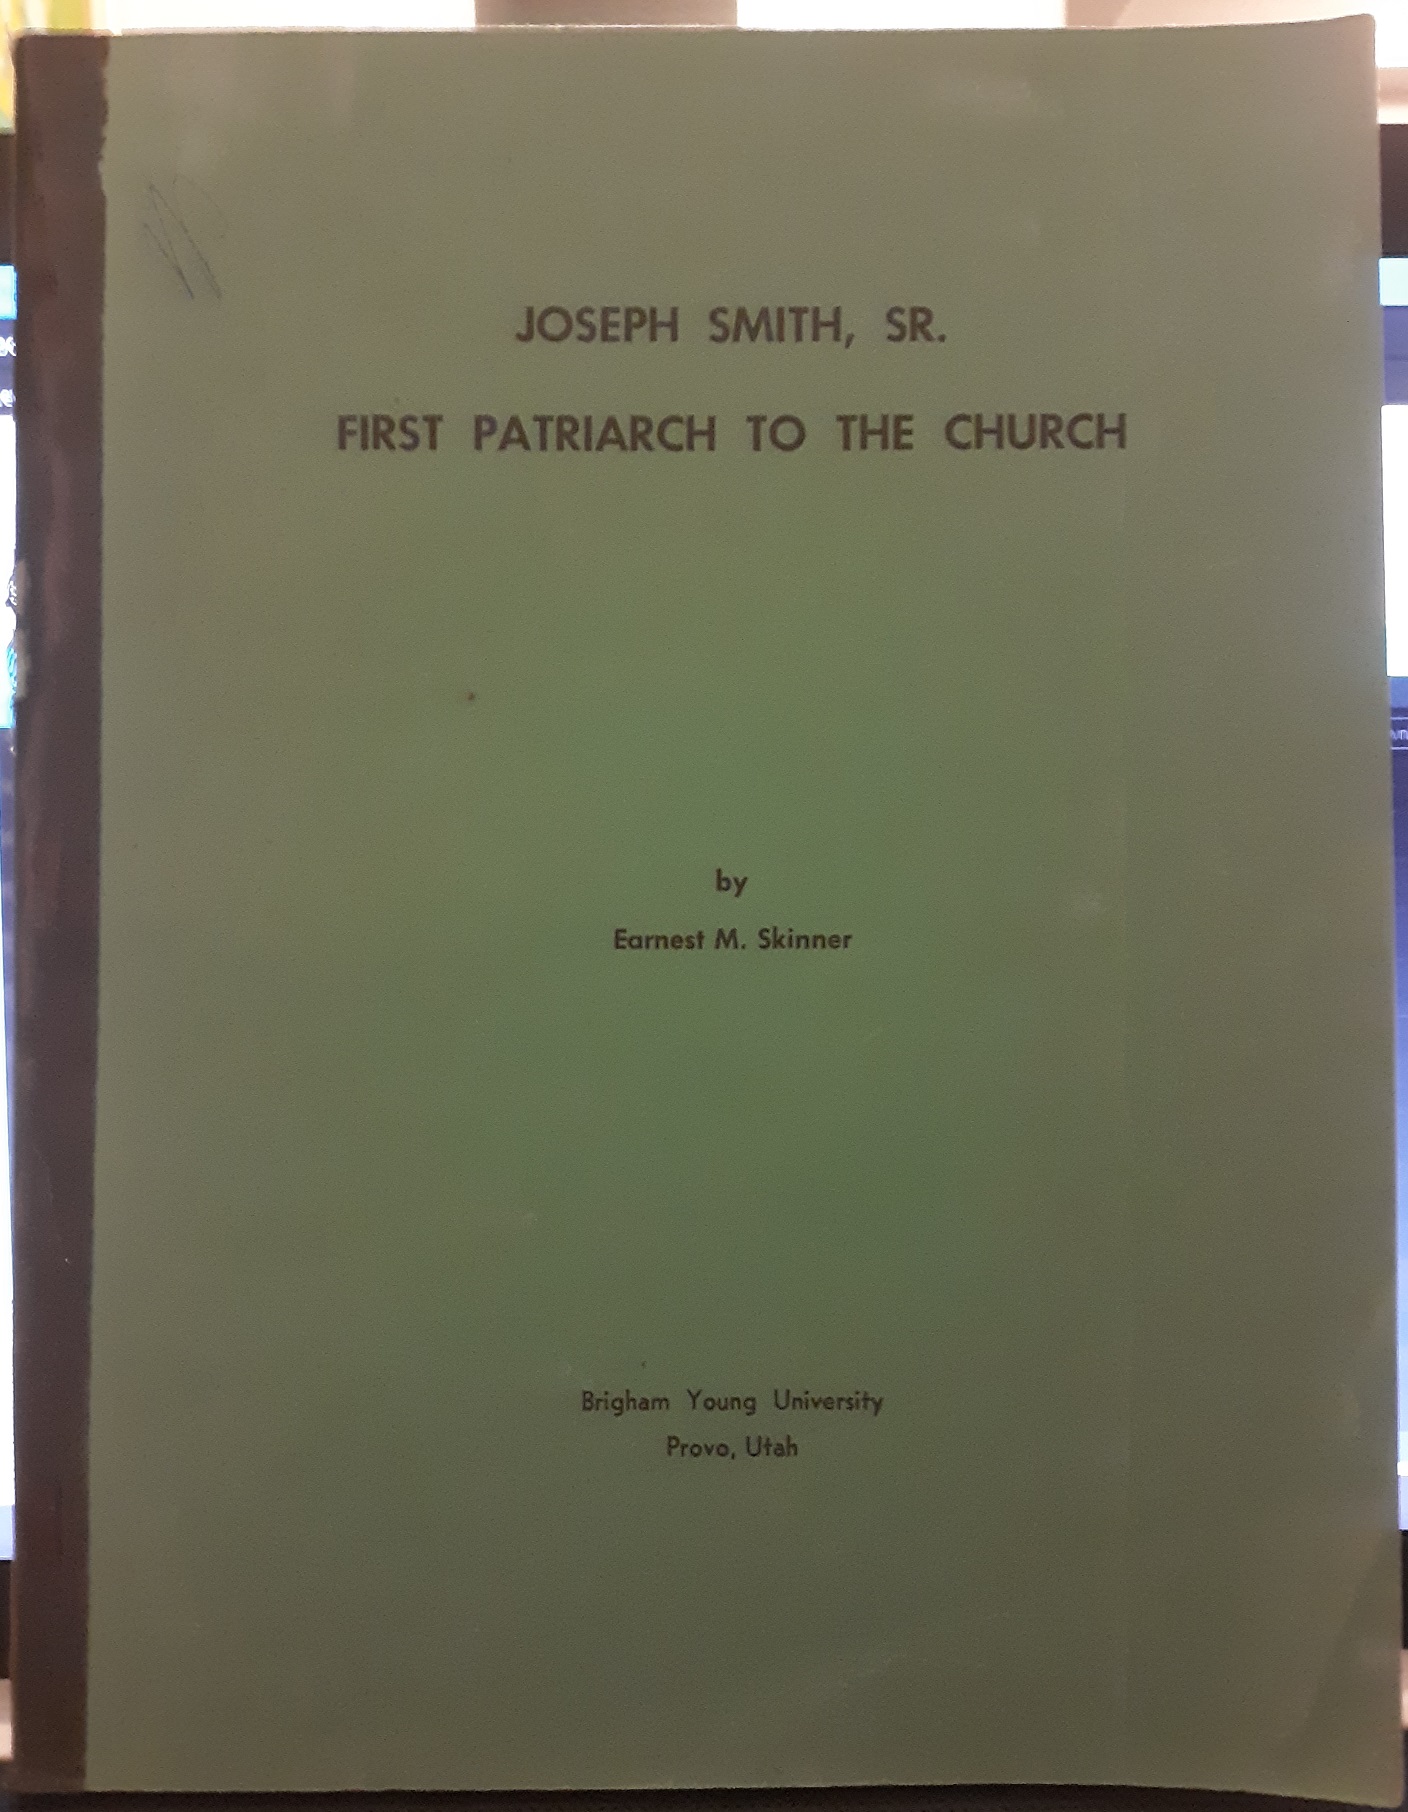 JOSEPH SMITH, SR.
FIRST PATRIARCH TO THE CHURCH
by
Earnest M. Skinner
Brigham Young University
Provo, Utah